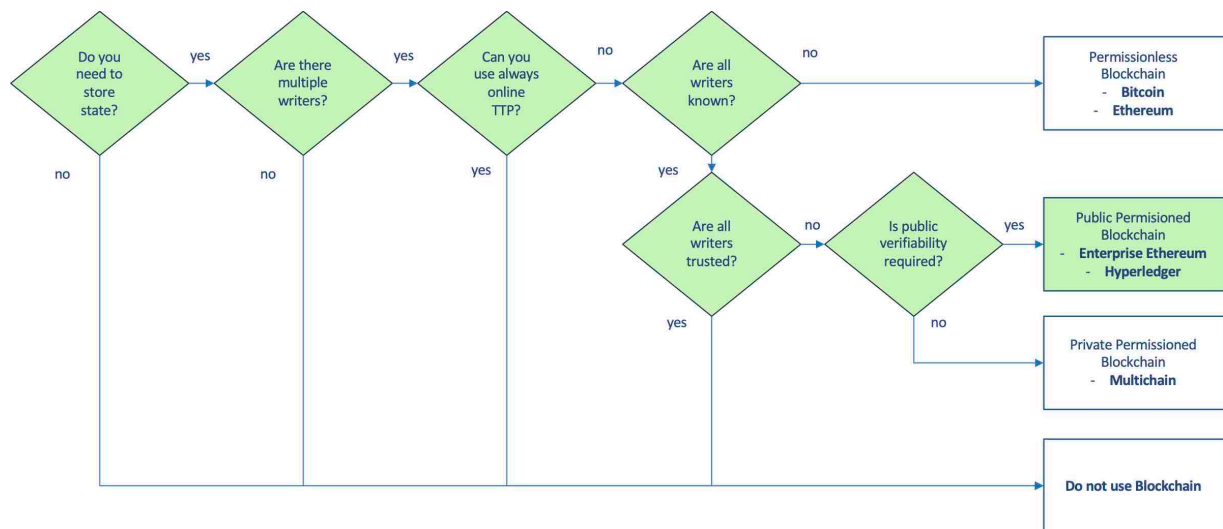 Do you
need to
store
state?
yes
Are there
multiple
writers?
yes
Can you
use always
online
TTP?
no
Are all
writers
known?
no
Permissionless
Blockchain
- Bitcoin
- Ethereum
no
no
yes
yes
Are all
writers
trusted?
no
Is public
verifiability
required?
yes
Public Permisioned
Blockchain
- Enterprise Ethereum
- Hyperledger
yes
no
Private Permissioned
Blockchain
- Multichain
Do not use Blockchain